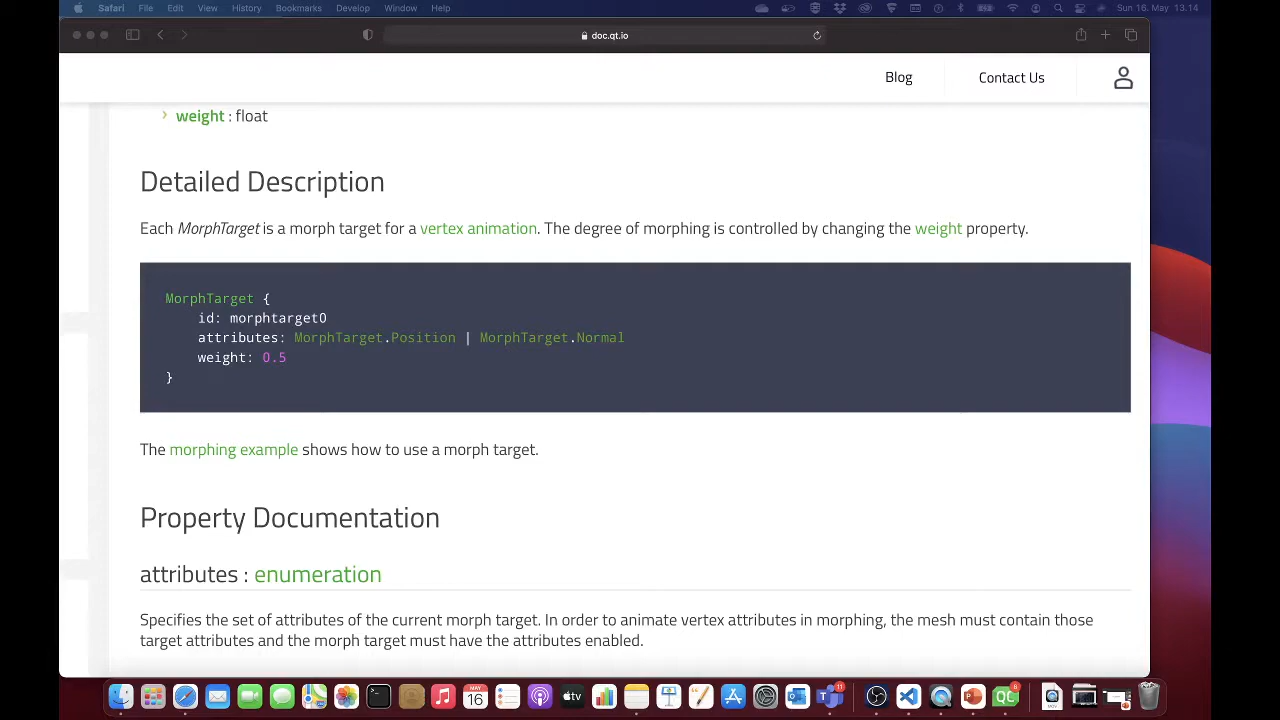 Safari File Edit View History Bookmarks Develop Window Help Sun 16. May 13.14
doc.qt.io
Blog Contact Us
weight : float
Detailed Description
Each MorphTarget is a morph target for a vertex animation. The degree of morphing is controlled by changing the weight property.
MorphTarget {
id: morphtarget0
attributes: MorphTarget.Position | MorphTarget.Normal
weight: 0.5
}
The morphing example shows how to use a morph target.
Property Documentation
attributes : enumeration
Specifies the set of attributes of the current morph target. In order to animate vertex attributes in morphing, the mesh must contain those
target attributes and the morph target must have the attributes enabled.
MAY
16
tv
11
QC